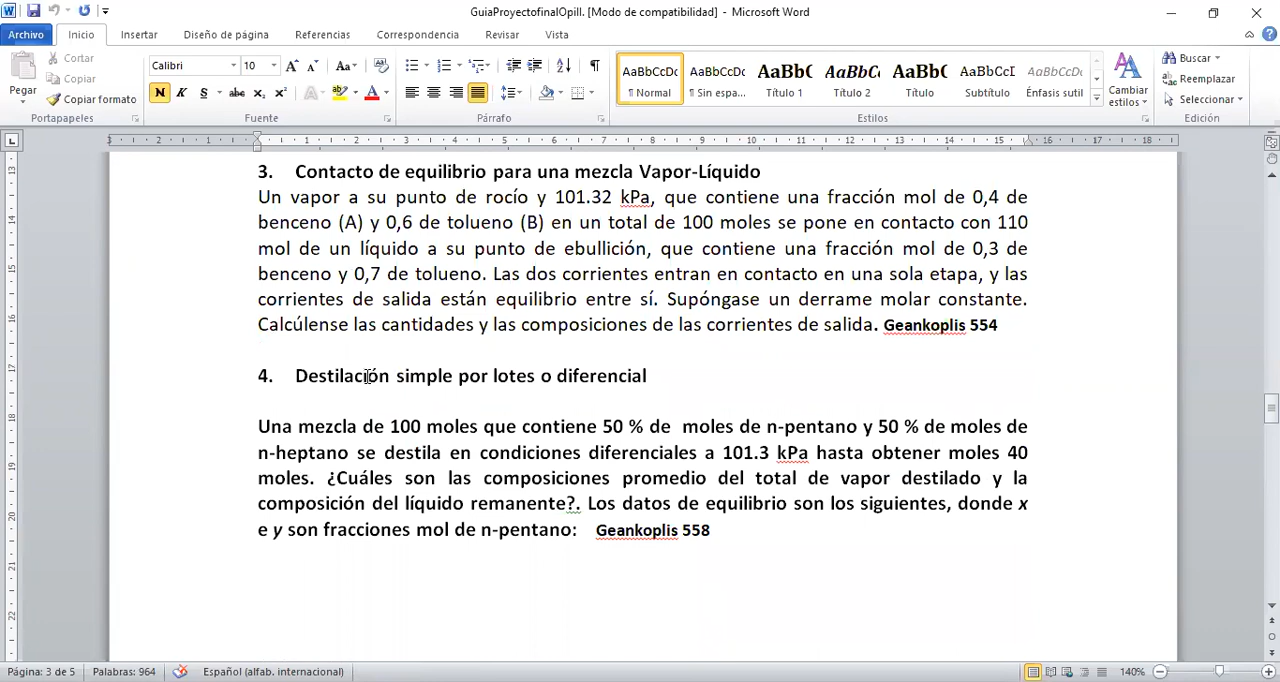 GuiaProyectofinalOpill. [Modo de compatibilidad] - Microsoft Word
Archivo Inicio Insertar Diseño de página Referencias Correspondencia Revisar Vista
Cortar
Copiar
Copiar formato
Pegar
Portapapeles
Calibri 10
Fuente
Párrafo
AaBbCcDc AaBbCcDc AaBbC AaBbCc AaBbC AaBbCcI AaBbCcDc
¶ Normal ¶ Sin espa... Título 1 Título 2 Título Subtítulo Énfasis sutil
Cambiar estilos
Estilos
Buscar
Reemplazar
Seleccionar
Edición
3. Contacto de equilibrio para una mezcla Vapor-Líquido
Un vapor a su punto de rocío y 101.32 kPa, que contiene una fracción mol de 0,4 de
benceno (A) y 0,6 de tolueno (B) en un total de 100 moles se pone en contacto con 110
mol de un líquido a su punto de ebullición, que contiene una fracción mol de 0,3 de
benceno y 0,7 de tolueno. Las dos corrientes entran en contacto en una sola etapa, y las
corrientes de salida están equilibrio entre sí. Supóngase un derrame molar constante.
Calcúlense las cantidades y las composiciones de las corrientes de salida. Geankoplis 554
4. Destilación simple por lotes o diferencial
Una mezcla de 100 moles que contiene 50 % de moles de n-pentano y 50 % de moles de
n-heptano se destila en condiciones diferenciales a 101.3 kPa hasta obtener moles 40
moles. ¿Cuáles son las composiciones promedio del total de vapor destilado y la
composición del líquido remanente?. Los datos de equilibrio son los siguientes, donde x
e y son fracciones mol de n-pentano: Geankoplis 558
Página: 3 de 5 Palabras: 964 Español (alfab. internacional) 140%